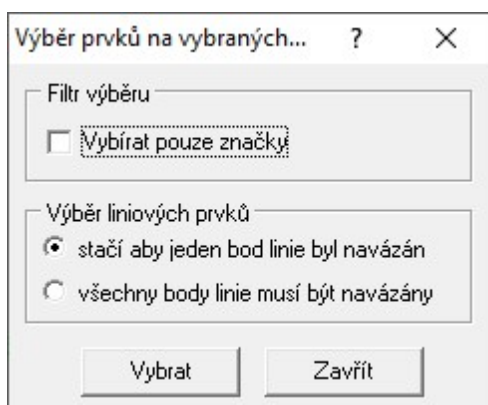 Výběr prvků na vybraných... ? ×
Filtr výběru
Vybírat pouze značky
Výběr liniových prvků
stačí aby jeden bod linie byl navázán
všechny body linie musí být navázány
Vybrat Zavřít